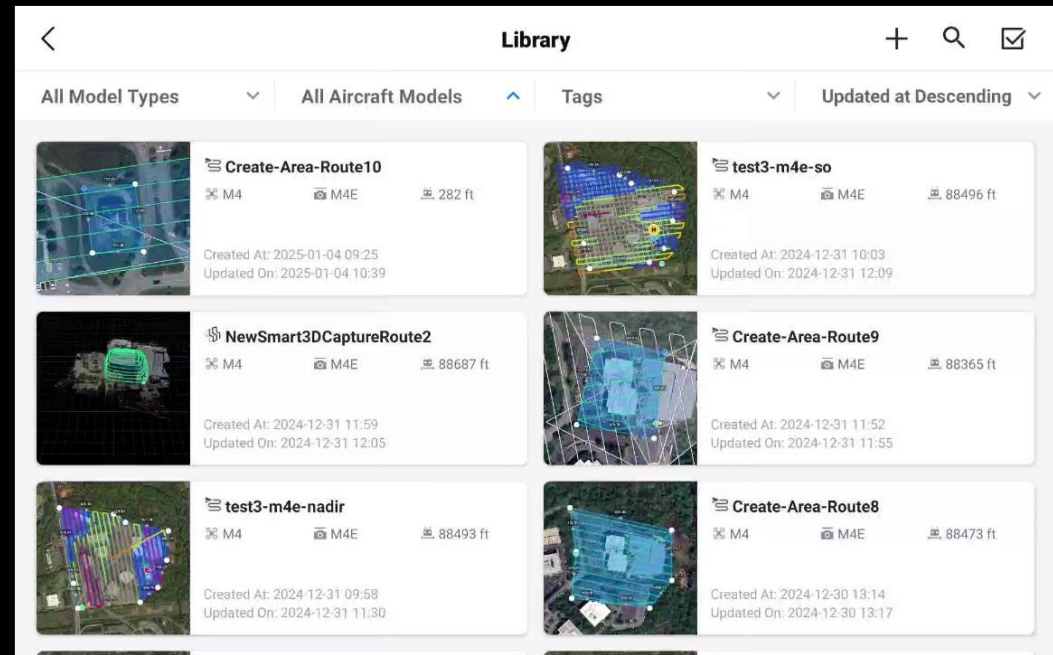 Library
All Model Types
All Aircraft Models
Tags
Updated at Descending
Create-Area-Route10
M4 M4E 282 ft
Created At: 2025-01-04 09:25
Updated On: 2025-01-04 10:39
test3-m4e-so
M4 M4E 88496 ft
Created At: 2024-12-31 10:03
Updated On: 2024-12-31 12:09
NewSmart3DCaptureRoute2
M4 M4E 88687 ft
Created At: 2024-12-31 11:59
Updated On: 2024-12-31 12:05
Create-Area-Route9
M4 M4E 88365 ft
Created At: 2024-12-31 11:52
Updated On: 2024-12-31 11:55
test3-m4e-nadir
M4 M4E 88493 ft
Created At: 2024-12-31 09:58
Updated On: 2024-12-31 11:30
Create-Area-Route8
M4 M4E 88473 ft
Created At: 2024-12-30 13:14
Updated On: 2024-12-30 13:17